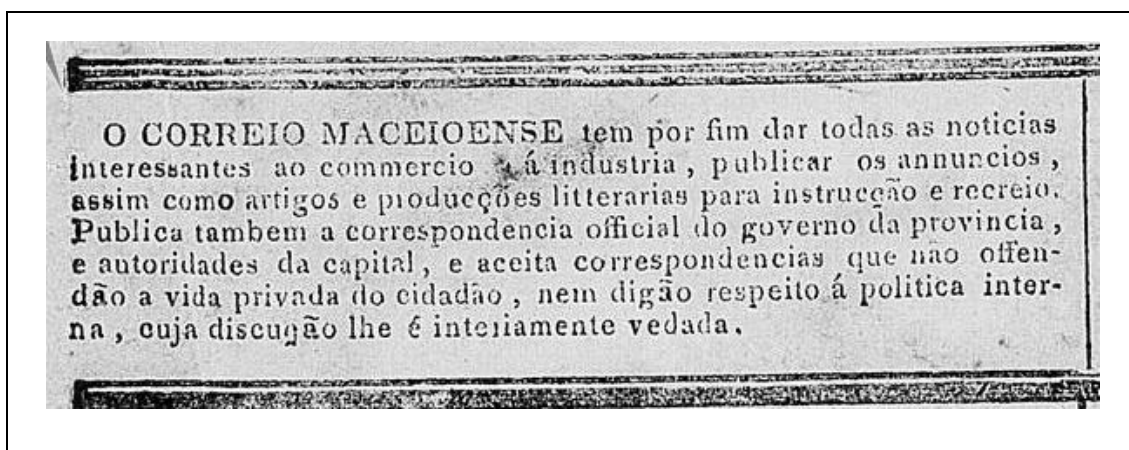 O CORREIO MACEIOENSE tem por fim dar todas as noticias
interessantes ao commercio á industria , publicar os annuncios ,
assim como artigos e producções litterarias para instrucção e recreio.
Publica tambem a correspondencia official do governo da provincia ,
e autoridades da capital , e aceita correspondencias que não offen-
dão a vida privada do cidadão , nem digão respeito á politica inter-
na , cuja discução lhe é inteiiamente vedada.